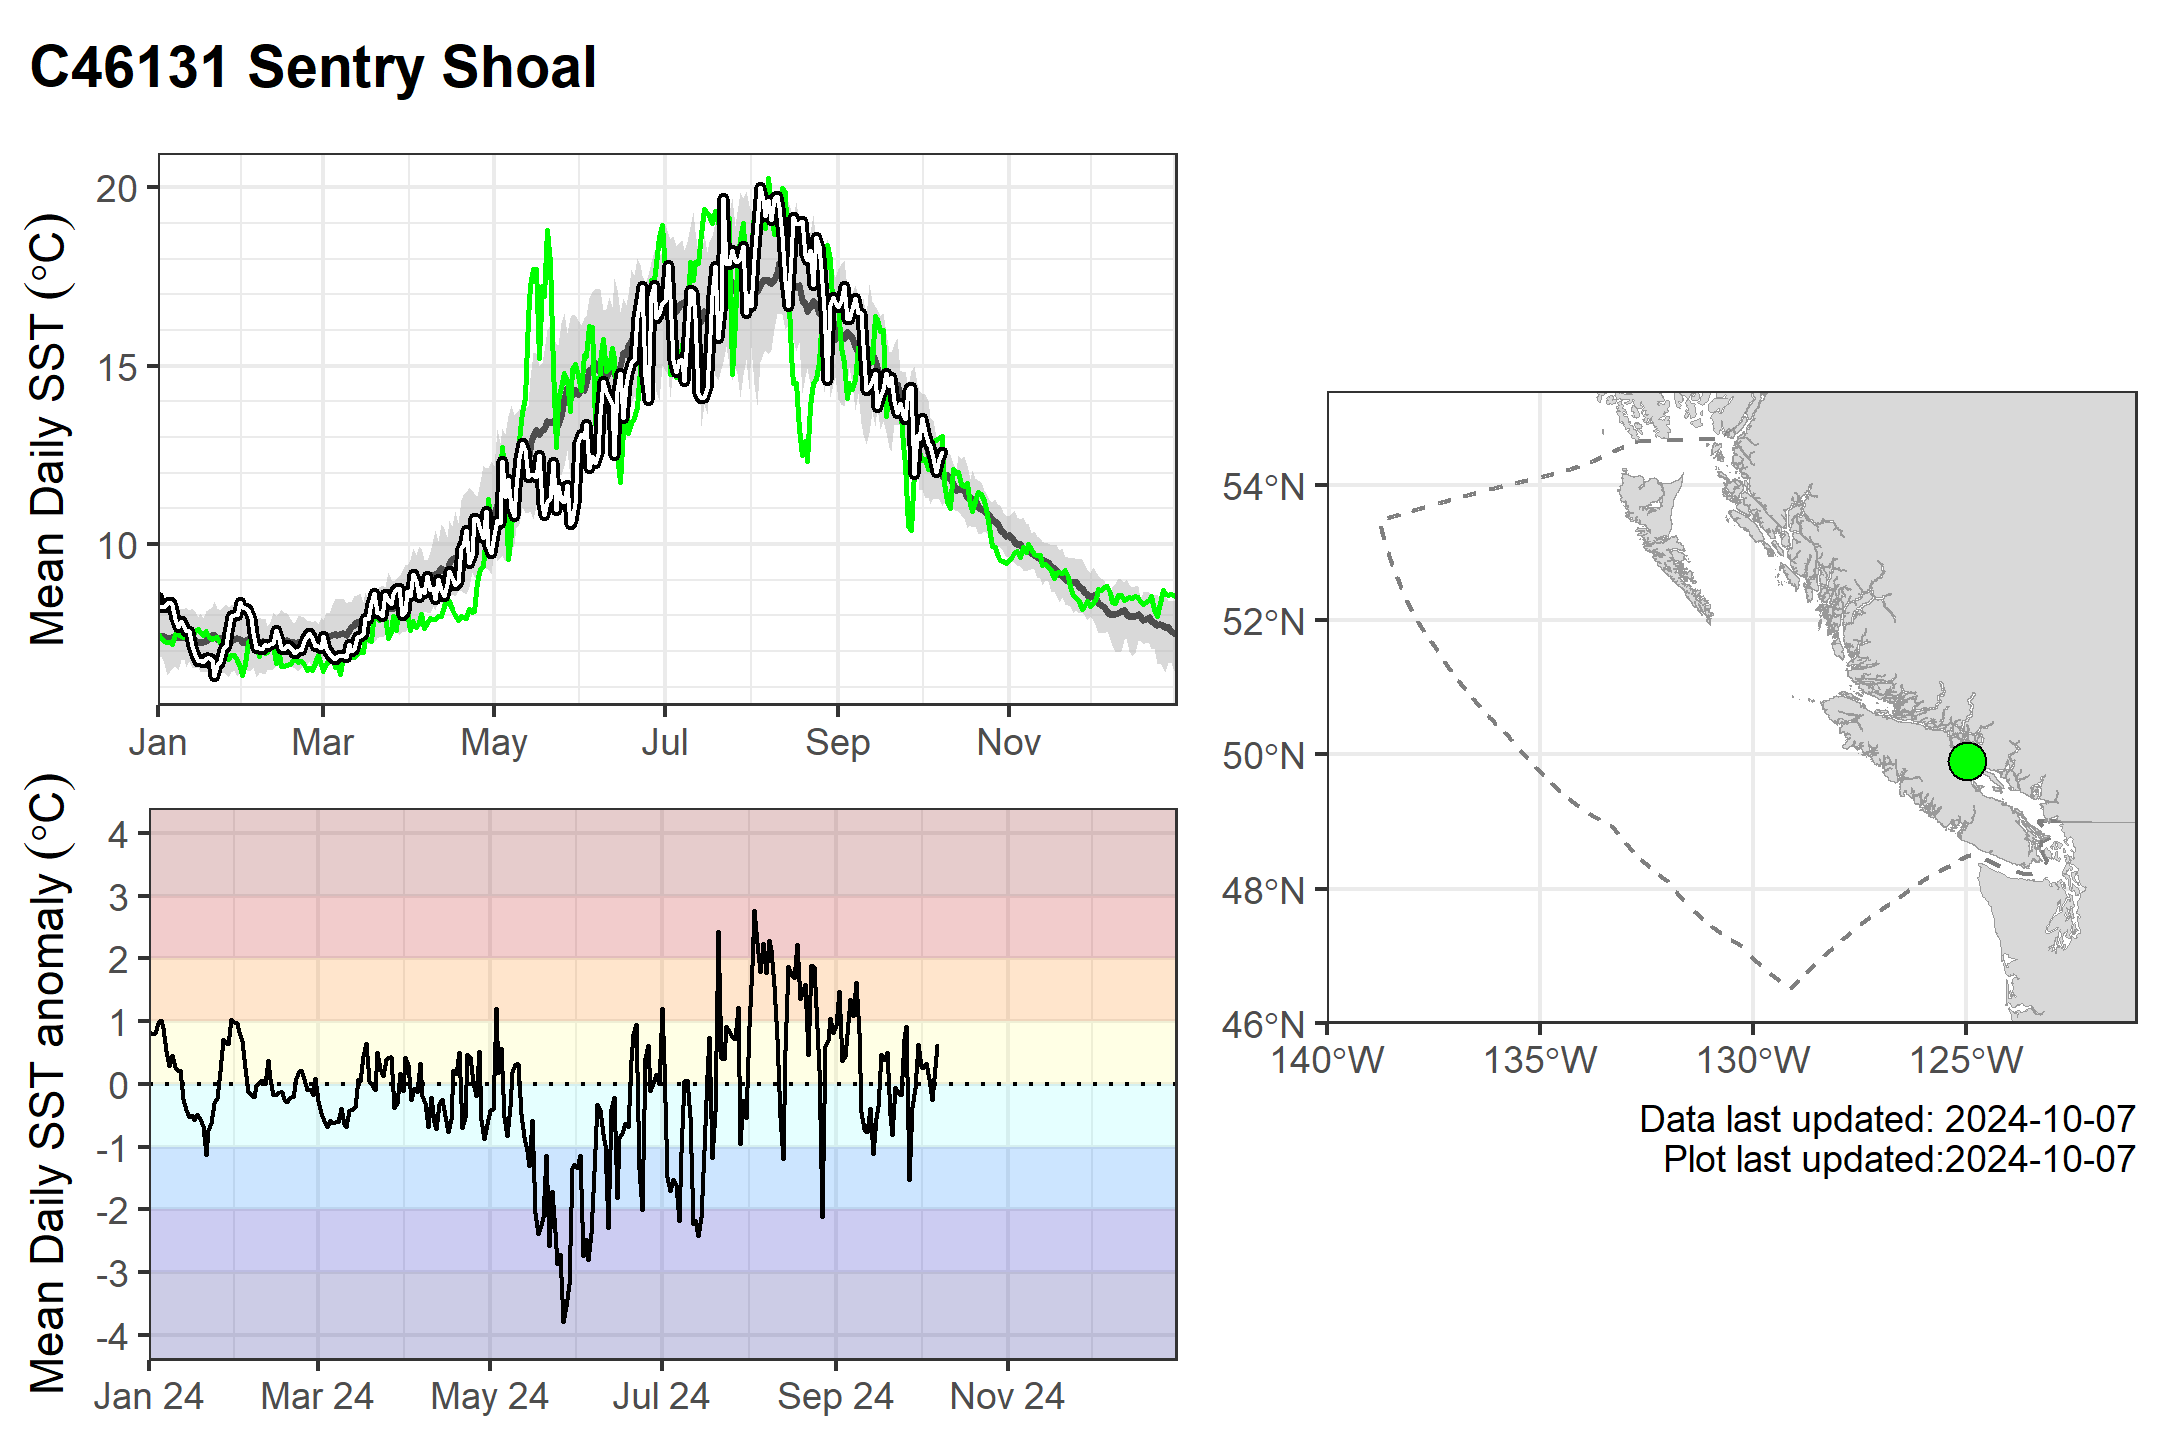 C46131 Sentry Shoal
Mean Daily SST (°C)
20
15
10
Jan Mar May Jul Sep Nov
Mean Daily SST anomaly (°C)
4
3
2
1
0
-1
-2
-3
-4
Jan 24 Mar 24 May 24 Jul 24 Sep 24 Nov 24
54°N
52°N
50°N
48°N
46°N
140°W 135°W 130°W 125°W
Data last updated: 2024-10-07
Plot last updated:2024-10-07